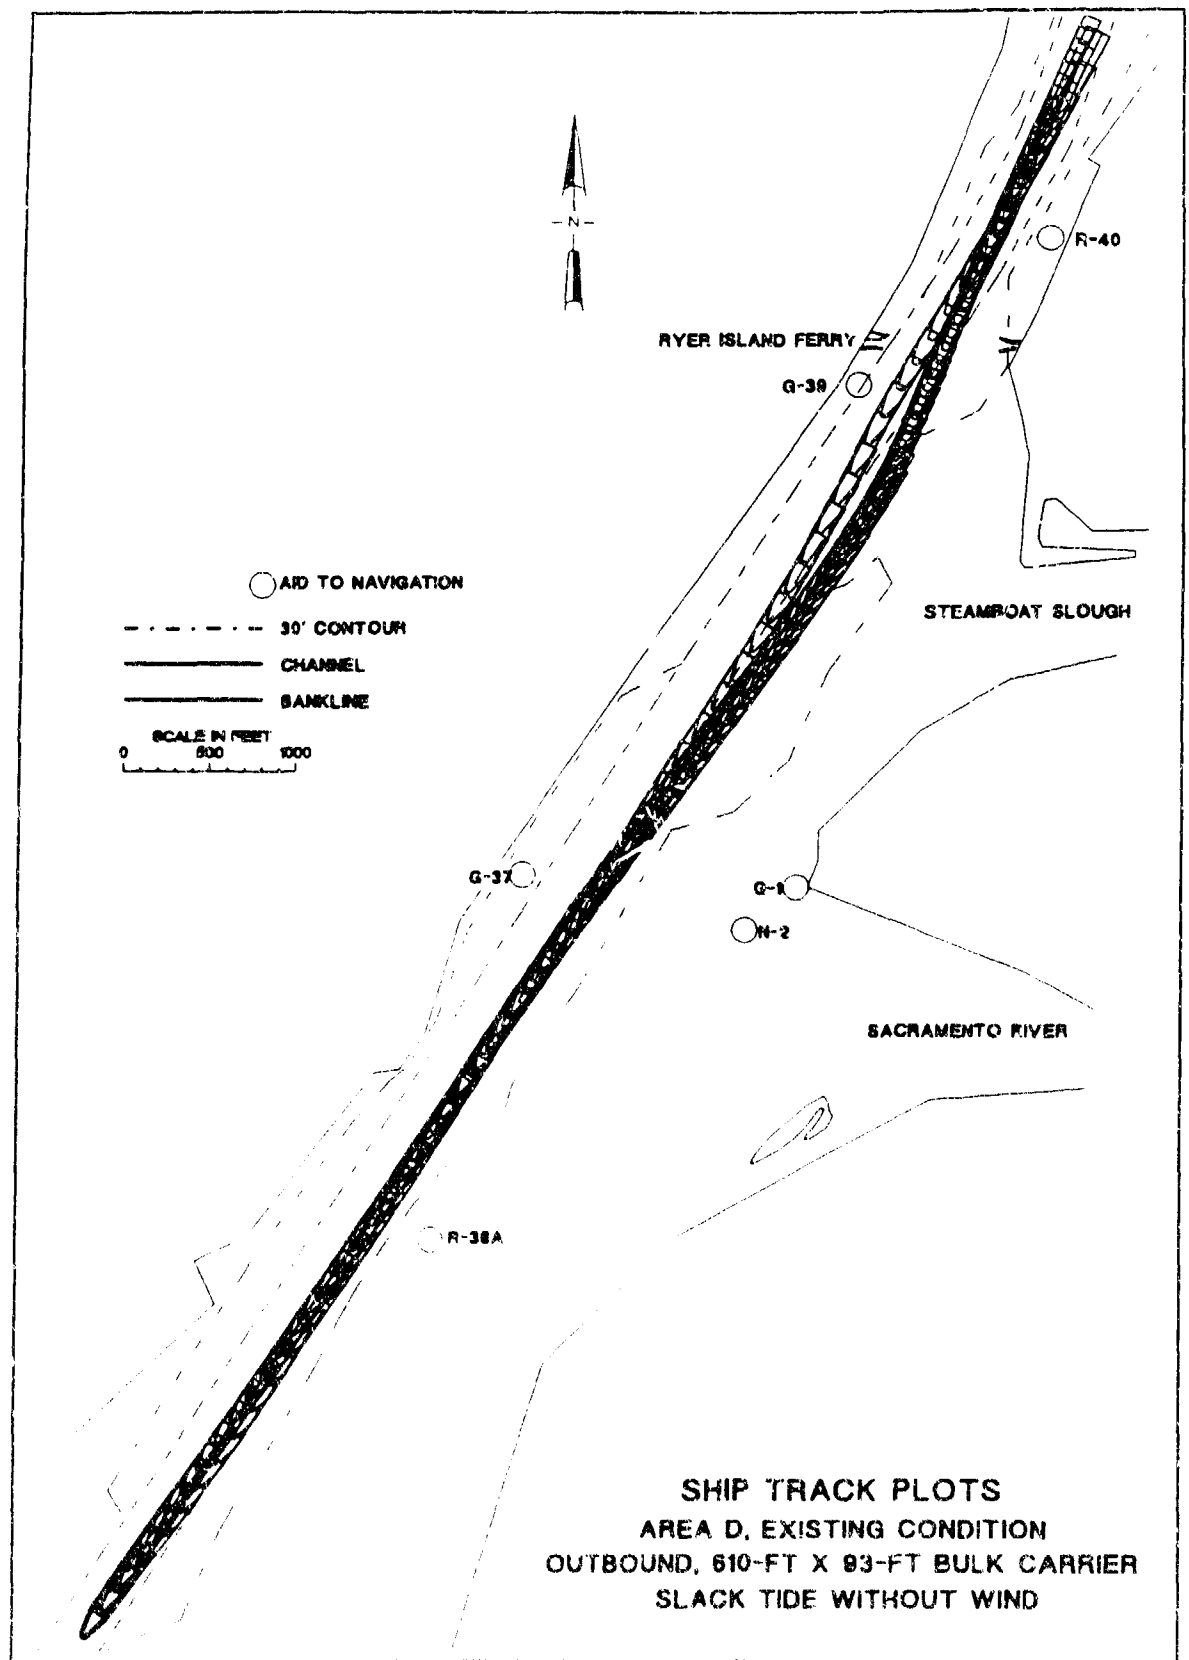 N
R-40
RYER ISLAND FERRY
G-39
AID TO NAVIGATION
30' CONTOUR
CHANNEL
BANKLINE
STEAMBOAT SLOUGH
SCALE IN FEET
0 500 1000
G-37
G-1
N-2
SACRAMENTO RIVER
R-38A
SHIP TRACK PLOTS
AREA D, EXISTING CONDITION
OUTBOUND, 610-FT X 93-FT BULK CARRIER
SLACK TIDE WITHOUT WIND